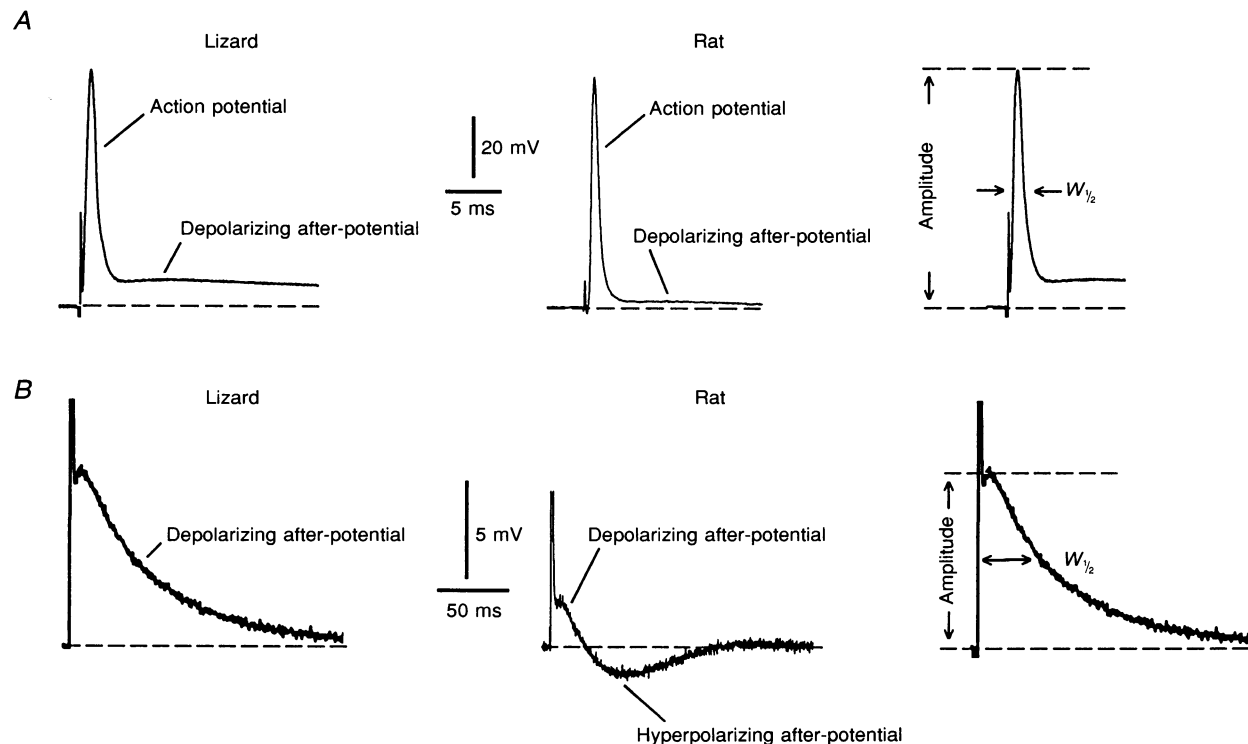 A
Lizard
Rat
Action potential
Action potential
20 mV
5 ms
Amplitude
W½
Depolarizing after-potential
Depolarizing after-potential
B
Lizard
Rat
Depolarizing after-potential
5 mV
50 ms
Depolarizing after-potential
Amplitude
W½
Hyperpolarizing after-potential